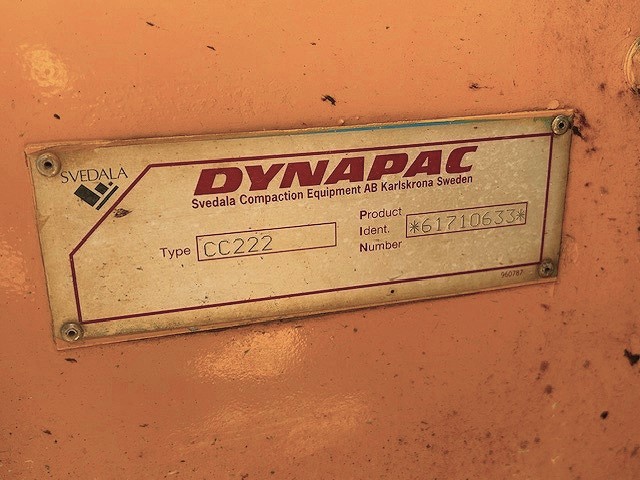 SVEDALA
DYNAPAC
Svedala Compaction Equipment AB Karlskrona Sweden
Type CC222
Product
Ident. *61710633*
Number
960787